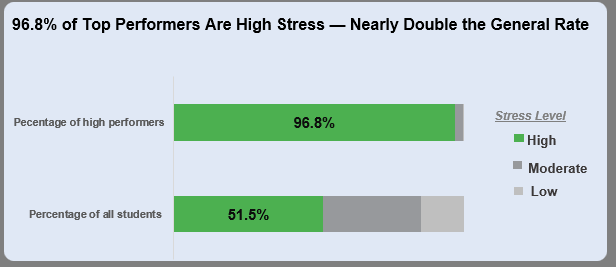 96.8% of Top Performers Are High Stress — Nearly Double the General Rate
Pecentage of high performers
96.8%
Stress Level
High
Moderate
Low
Percentage of all students
51.5%